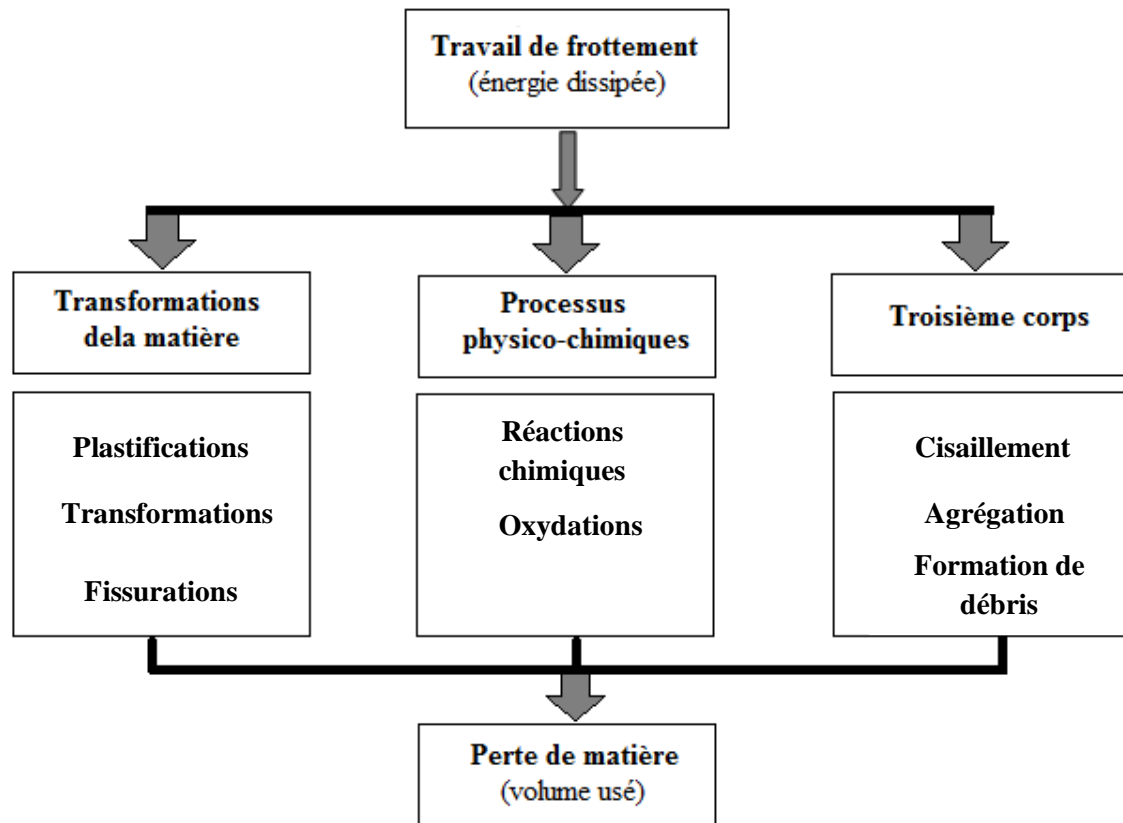 Travail de frottement
(énergie dissipée)
Transformations
dela matière
Processus
physico-chimiques
Troisième corps
Plastifications
Transformations
Fissurations
Réactions
chimiques
Oxydations
Cisaillement
Agrégation
Formation de
débris
Perte de matière
(volume usé)